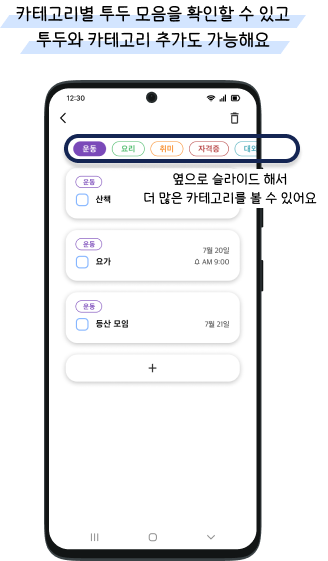 카테고리별 투두 모음을 확인할 수 있고
투두와 카테고리 추가도 가능해요
12:30
운동 요리 취미 자격증
옆으로 슬라이드 해서
더 많은 카테고리를 볼 수 있어요
운동
산책
운동
요가
7월 20일
AM 9:00
운동
등산 모임
7월 21일
+